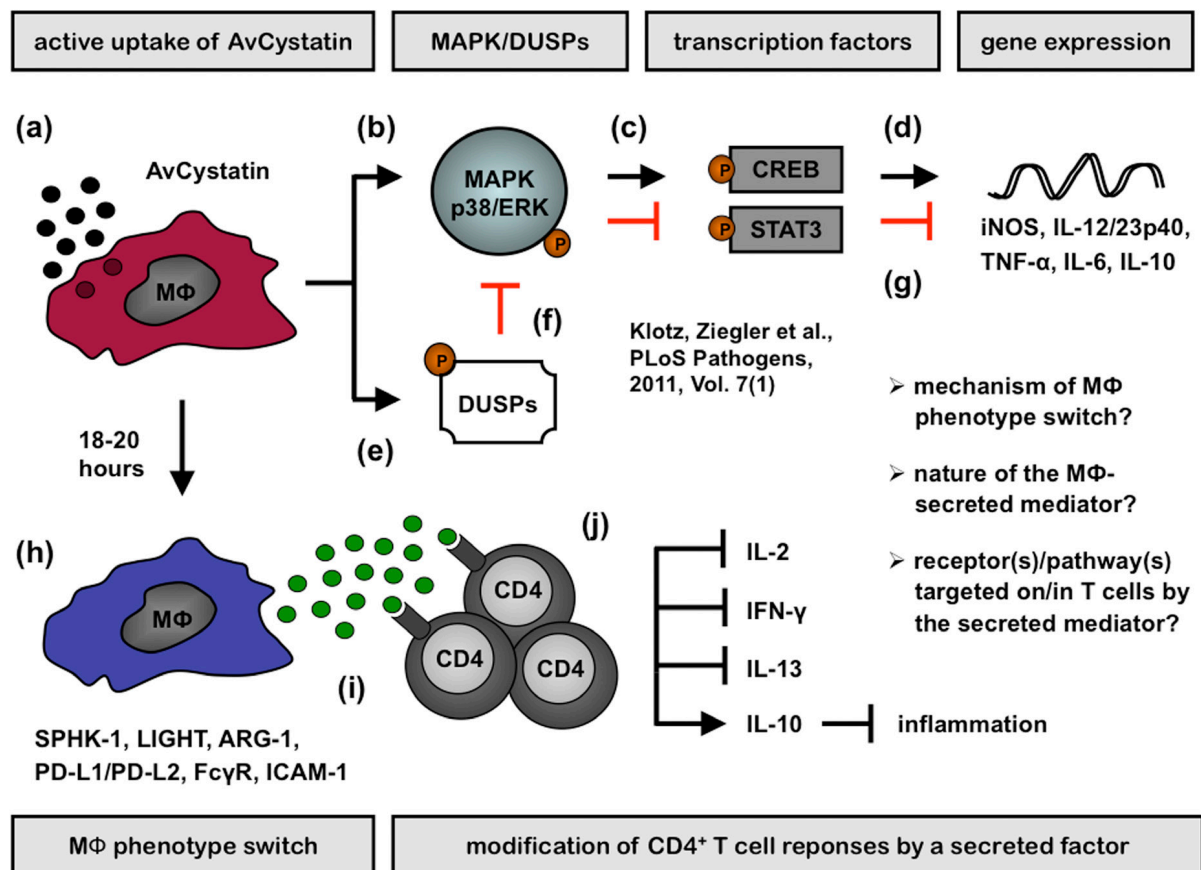 active uptake of AvCystatin
MAPK/DUSPs
transcription factors
gene expression
(a)
AvCystatin
MΦ
(b)
MAPK
p38/ERK
P
(c)
P
CREB
P
STAT3
(d)
iNOS, IL-12/23p40,
TNF-α, IL-6, IL-10
(e)
P
DUSPs
(f)
Klotz, Ziegler et al.,
PLoS Pathogens,
2011, Vol. 7(1)
(g)
➢ mechanism of MΦ
phenotype switch?
➢ nature of the MΦ-
secreted mediator?
➢ receptor(s)/pathway(s)
targeted on/in T cells by
the secreted mediator?
18-20
hours
(h)
MΦ
SPHK-1, LIGHT, ARG-1,
PD-L1/PD-L2, FcγR, ICAM-1
(i)
CD4
CD4
CD4
(j)
IL-2
IFN-γ
IL-13
IL-10
inflammation
MΦ phenotype switch
modification of CD4⁺ T cell reponses by a secreted factor